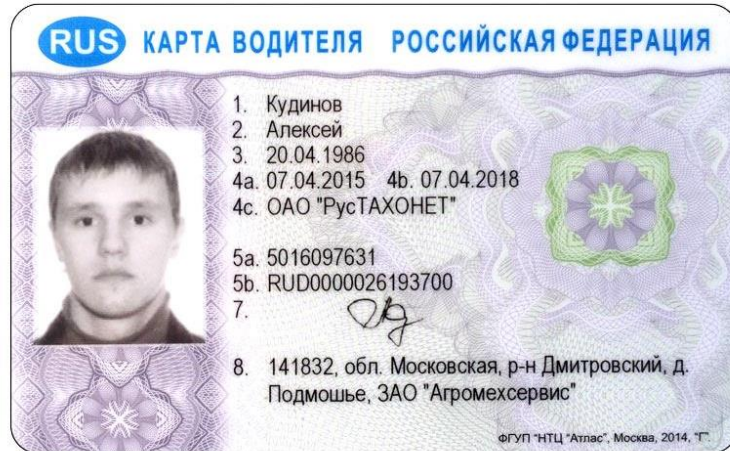 RUS КАРТА ВОДИТЕЛЯ РОССИЙСКАЯ ФЕДЕРАЦИЯ
1. Кудинов
2. Алексей
3. 20.04.1986
4a. 07.04.2015 4b. 07.04.2018
4c. ОАО "РусТАХОНЕТ"
5a. 5016097631
5b. RUD0000026193700
7.
8. 141832, обл. Московская, р-н Дмитровский, д.
Подмошье, ЗАО "Агромехсервис"
ФГУП "НТЦ "Атлас", Москва, 2014, "Г".